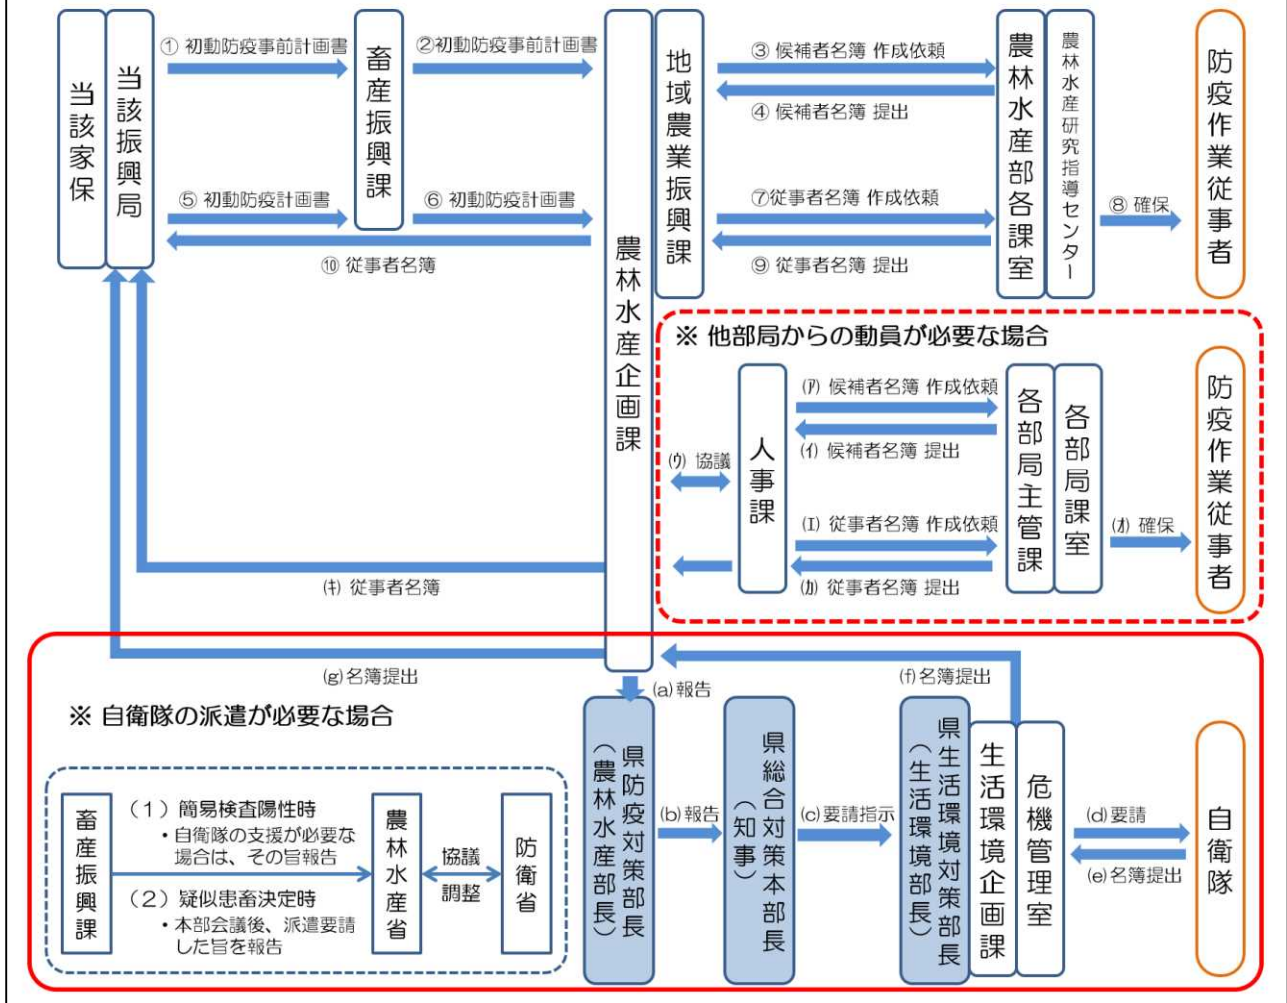 当該家保
当該振興局
① 初動防疫事前計画書
畜産振興課
②初動防疫事前計画書
農林水産企画課
地域農業振興課
③ 候補者名簿 作成依頼
④ 候補者名簿 提出
農林水産部各課室
農林水産研究指導センター
防疫作業従事者
⑤ 初動防疫計画書
⑥ 初動防疫計画書
⑦従事者名簿 作成依頼
⑧ 確保
⑨ 従事者名簿 提出
⑩ 従事者名簿
※ 他部局からの動員が必要な場合
人事課
(ｱ) 候補者名簿 作成依頼
(ｲ) 候補者名簿 提出
(ｳ) 協議
(ｴ) 従事者名簿 作成依頼
(ｶ) 従事者名簿 提出
各部局主管課
各部局課室
(ｵ) 確保
防疫作業従事者
(ｷ) 従事者名簿
(g)名簿提出
(a)報告
(f)名簿提出
※ 自衛隊の派遣が必要な場合
畜産振興課
（１）簡易検査陽性時
・自衛隊の支援が必要な
場合は、その旨報告
（２）疑似患畜決定時
・本部会議後、派遣要請
した旨を報告
農林水産省
協議
調整
防衛省
県防疫対策部長
（農林水産部長）
(b)報告
県総合対策本部長
（知事）
(c)要請指示
県生活環境対策部長
（生活環境部長）
生活環境企画課
危機管理室
(d)要請
(e)名簿提出
自衛隊